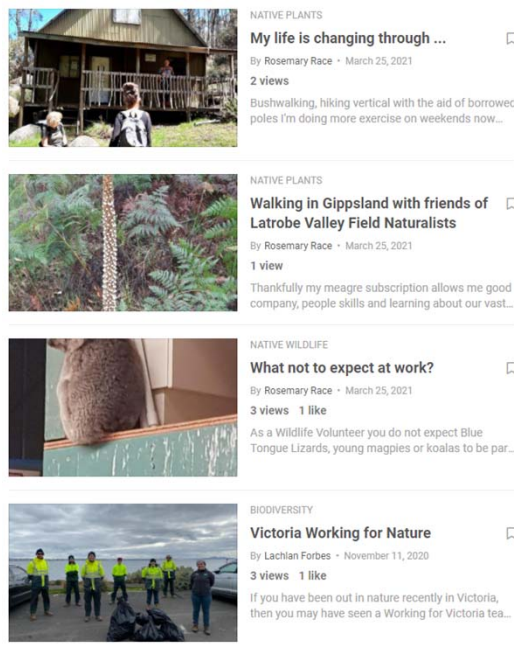 NATIVE PLANTS
My life is changing through ...
By Rosemary Race • March 25, 2021
2 views
Bushwalking, hiking vertical with the aid of borrowed
poles I'm doing more exercise on weekends now...
NATIVE PLANTS
Walking in Gippsland with friends of
Latrobe Valley Field Naturalists
By Rosemary Race • March 25, 2021
1 view
Thankfully my meagre subscription allows me good
company, people skills and learning about our vast...
NATIVE WILDLIFE
What not to expect at work?
By Rosemary Race • March 25, 2021
3 views 1 like
As a Wildlife Volunteer you do not expect Blue
Tongue Lizards, young magpies or koalas to be par...
BIODIVERSITY
Victoria Working for Nature
By Lachlan Forbes • November 11, 2020
3 views 1 like
If you have been out in nature recently in Victoria,
then you may have seen a Working for Victoria tea...